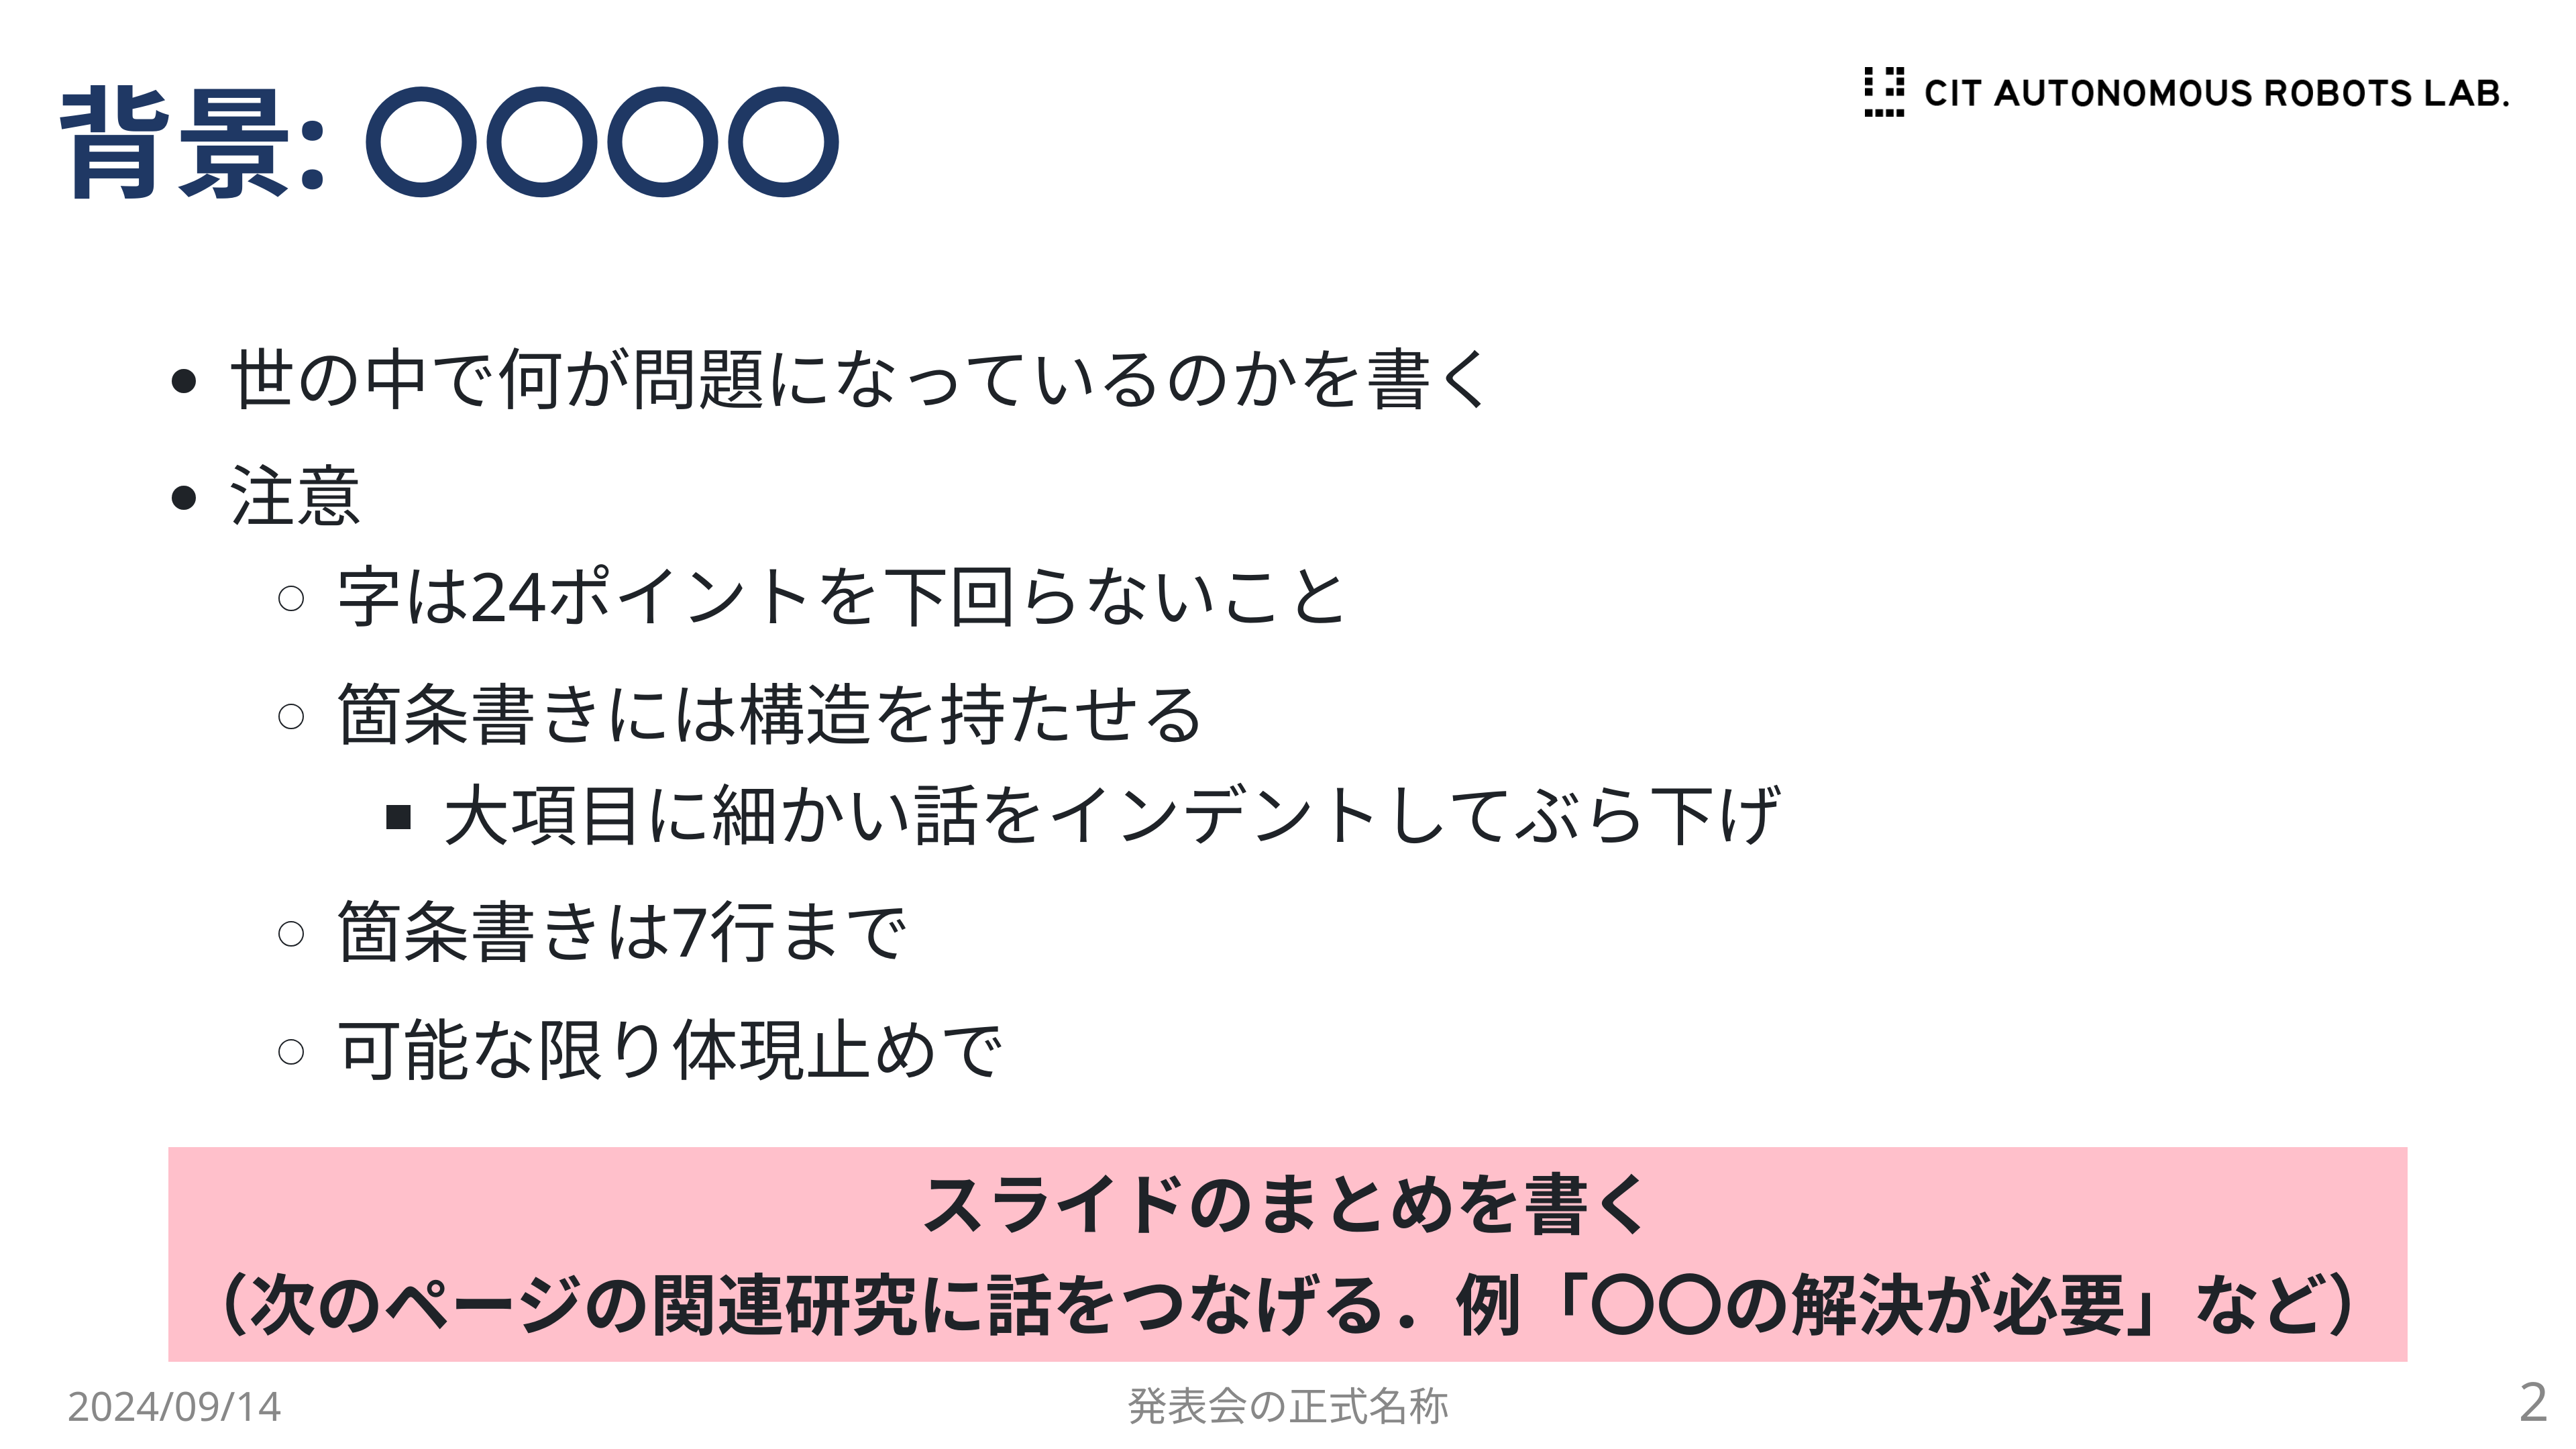 背景: 〇〇〇〇
CIT AUTONOMOUS ROBOTS LAB.
世の中で何が問題になっているのかを書く
注意
字は24ポイントを下回らないこと
箇条書きには構造を持たせる
大項目に細かい話をインデントしてぶら下げ
箇条書きは7行まで
可能な限り体現止めで
スライドのまとめを書く
（次のページの関連研究に話をつなげる．例「〇〇の解決が必要」など）
2024/09/14
発表会の正式名称
2